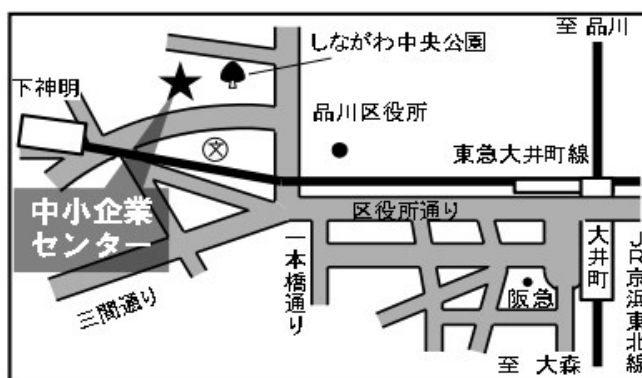 至 品川
しながわ中央公園
下神明
品川区役所
東急大井町線
中小企業
センター
区役所通り
大井町
JR京浜東北線
一本橋通り
三間通り
阪急
至 大森